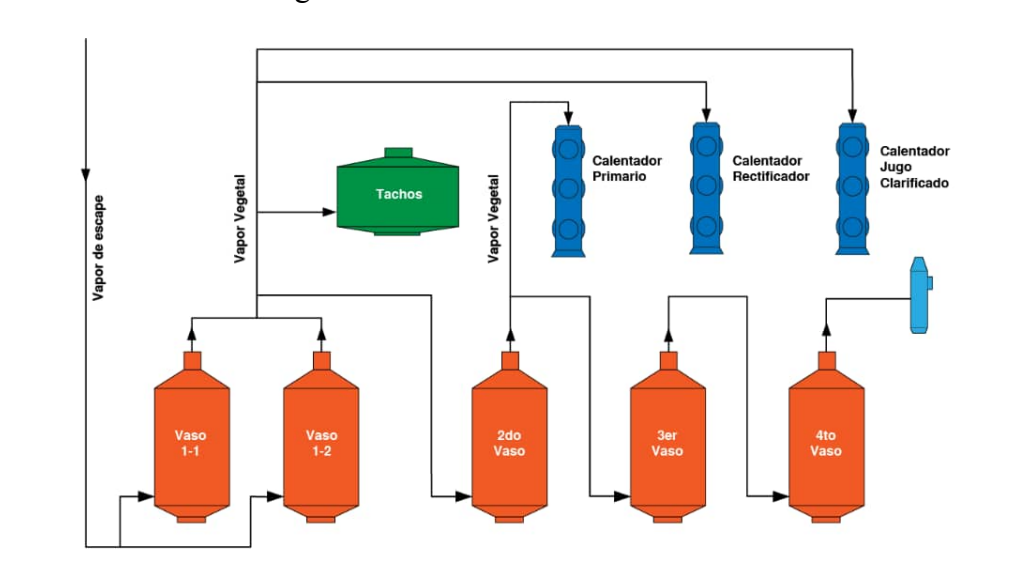 Vapor de escape
Vapor Vegetal
Tachos
Vapor Vegetal
Calentador
Primario
Calentador
Rectificador
Calentador
Jugo
Clarificado
Vaso
1-1
Vaso
1-2
2do
Vaso
3er
Vaso
4to
Vaso